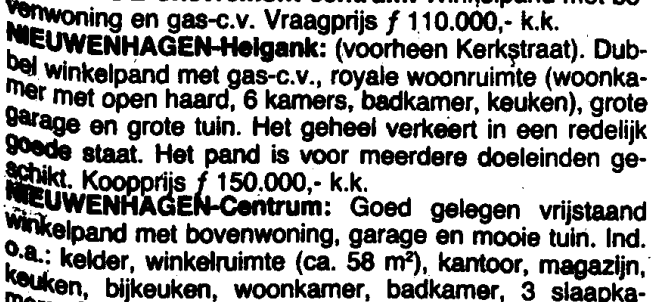 venwoning en gas-c.v. Vraagprijs ƒ 110.000,- k.k.
NIEUWENHAGEN-Heigank: (voorheen Kerkstraat). Dub-
bel winkelpand met gas-c.v., royale woonruimte (woonka-
mer met open haard, 6 kamers, badkamer, keuken), grote
garage en grote tuin. Het geheel verkeert in een redelijk
goede staat. Het pand is voor meerdere doeleinden ge-
schikt. Koopprijs ƒ 150.000,- k.k.
NIEUWENHAGEN-Centrum: Goed gelegen vrijstaand
winkelpand met bovenwoning, garage en mooie tuin. Ind.
o.a.: kelder, winkelruimte (ca. 58 m²), kantoor, magazijn,
keuken, bijkeuken, woonkamer, badkamer, 3 slaapka-